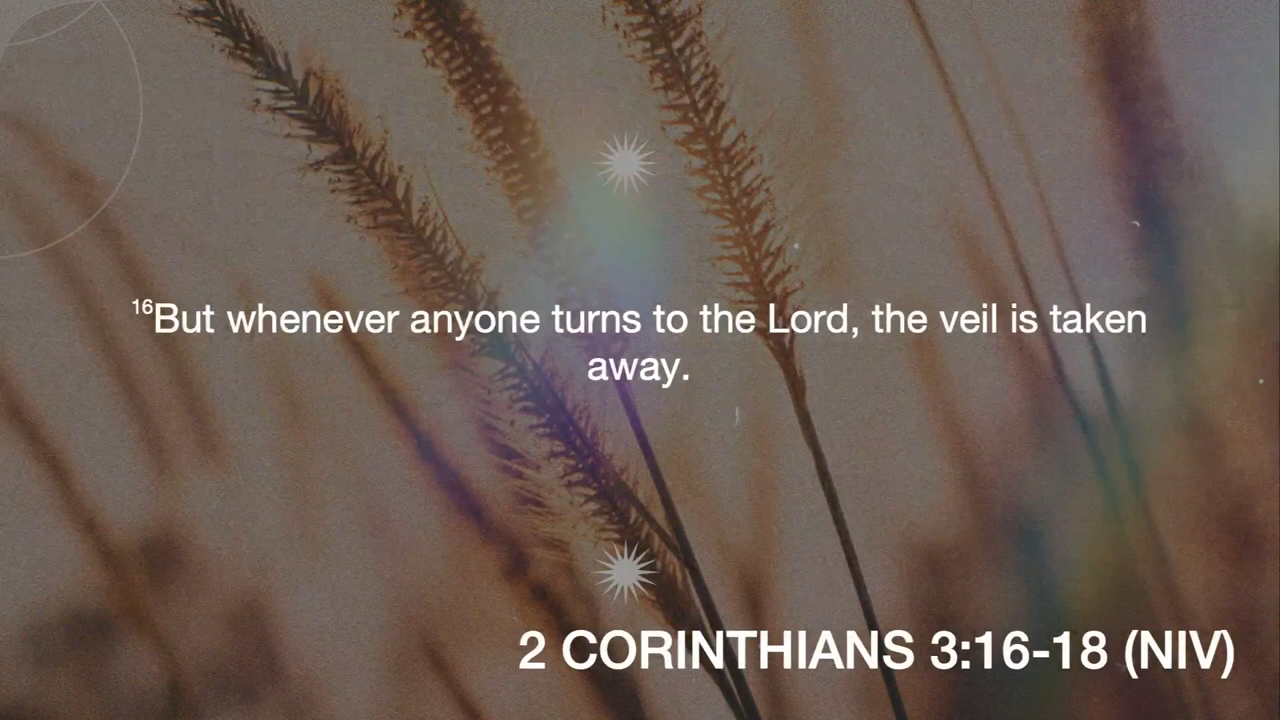 16But whenever anyone turns to the Lord, the veil is taken
away.
2 CORINTHIANS 3:16-18 (NIV)